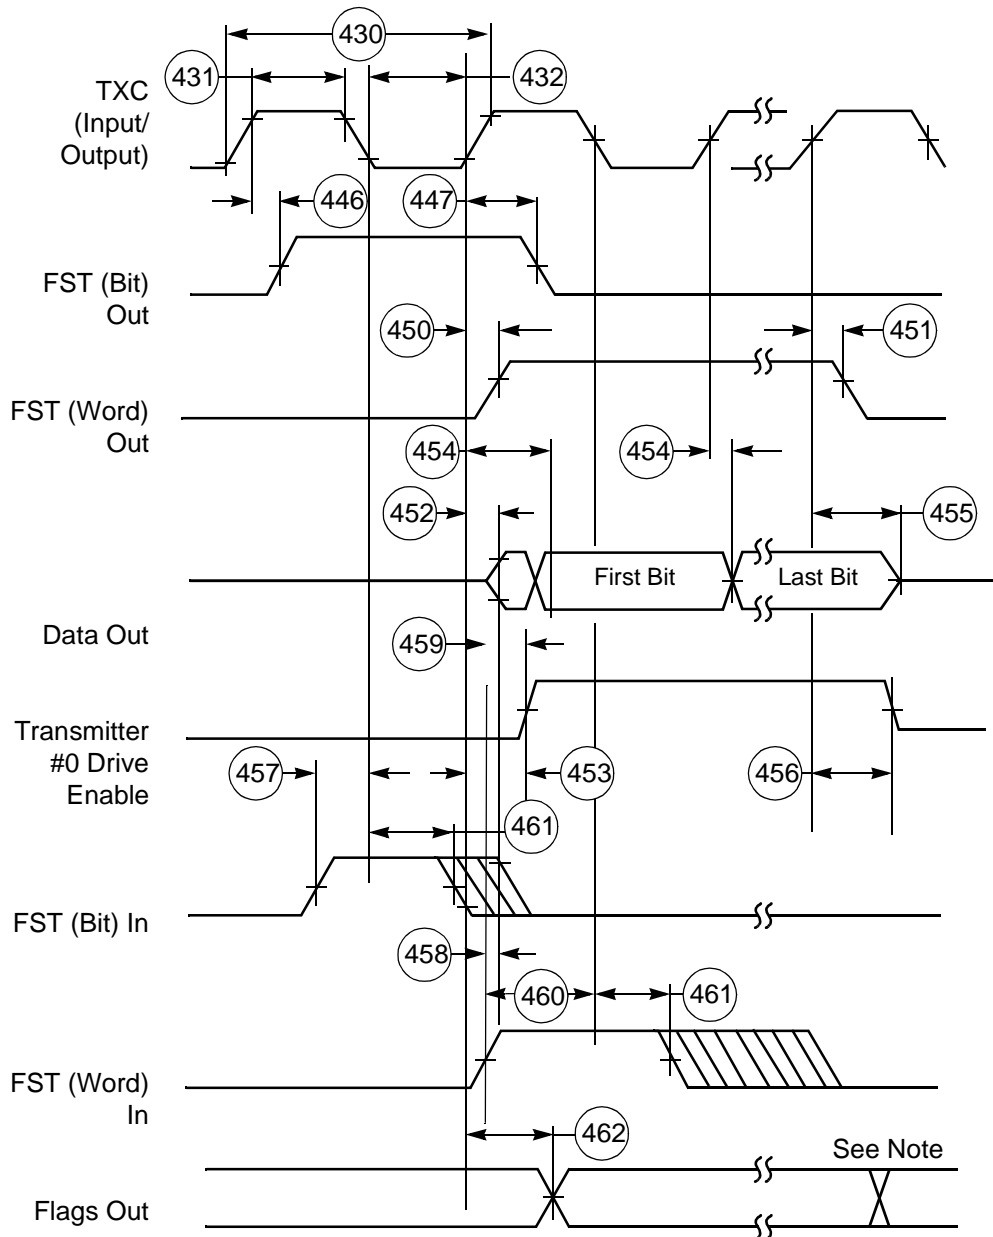 430
431
432
TXC
(Input/
Output)
446
447
FST (Bit)
Out
450
451
FST (Word)
Out
454
454
452
455
First Bit
Last Bit
Data Out
459
Transmitter
#0 Drive
Enable
457
453
456
461
FST (Bit) In
458
460
461
FST (Word)
In
462
See Note
Flags Out